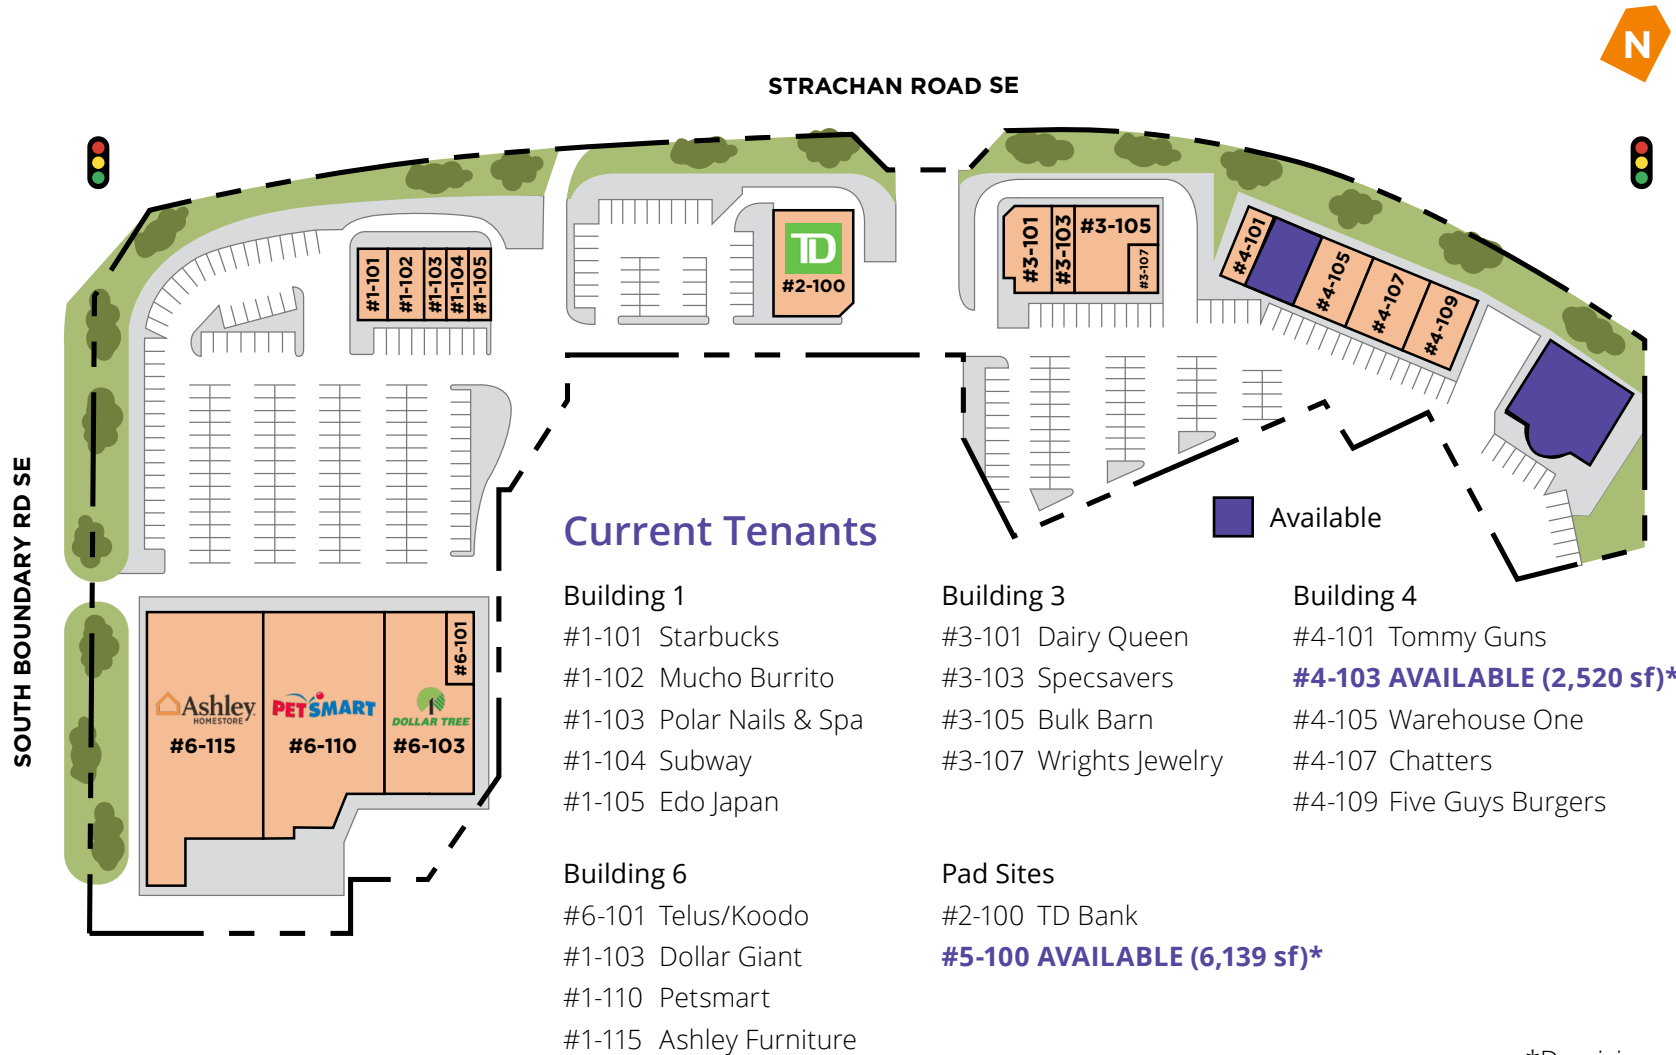 N
STRACHAN ROAD SE
SOUTH BOUNDARY RD SE
#1-101
#1-102
#1-103
#1-104
#1-105
TD
#2-100
#3-101
#3-103
#3-105
#3-107
#4-101
#4-105
#4-107
#4-109
Available
Ashley
HOMESTORE
#6-115
PETSMART
#6-110
DOLLAR TREE
#6-103
#6-101
Current Tenants
Building 1
#1-101 Starbucks
#1-102 Mucho Burrito
#1-103 Polar Nails & Spa
#1-104 Subway
#1-105 Edo Japan
Building 3
#3-101 Dairy Queen
#3-103 Specsavers
#3-105 Bulk Barn
#3-107 Wrights Jewelry
Building 4
#4-101 Tommy Guns
#4-103 AVAILABLE (2,520 sf)*
#4-105 Warehouse One
#4-107 Chatters
#4-109 Five Guys Burgers
Building 6
#6-101 Telus/Koodo
#1-103 Dollar Giant
#1-110 Petsmart
#1-115 Ashley Furniture
Pad Sites
#2-100 TD Bank
#5-100 AVAILABLE (6,139 sf)*